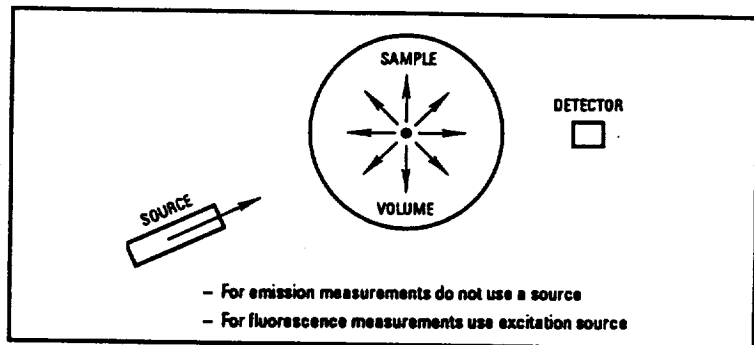 SAMPLE
DETECTOR
SOURCE
VOLUME
– For emission measurements do not use a source
– For fluorescence measurements use excitation source